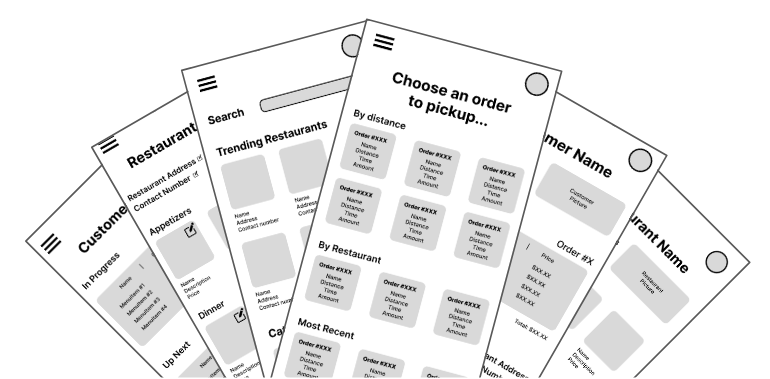 Custome
In Progress
Name
MenuItem #1
MenuItem #2
MenuItem #3
MenuItem #4
Up Next
Name
Restaurant
Restaurant Address
Contact Number
Appetizers
Name
Description
Price
Dinner
Name
Description
Search
Trending Restaurants
Name
Address
Contact number
Name
Address
Contact
Name
Address
Contact num
Ca
Choose an order
to pickup...
By distance
Order #XXX
Name
Distance
Time
Amount
Order #XXX
Name
Distance
Time
Amount
Order #XXX
Name
Distance
Time
Amount
Order #XXX
Name
Distance
Time
Amount
Order #XXX
Name
Distance
Time
Amount
Order #XXX
Name
Distance
Time
Amount
By Restaurant
Order #XXX
Name
Distance
Time
Amount
Order #XXX
Name
Distance
Time
Amount
Order #XXX
Name
Distance
Time
Amount
Most Recent
Order #XXX
Name
Distance
Time
Amount
Order #XXX
Name
Distance
Order #XXX
mer Name
Customer
Picture
Order #X
Price
$XX.XX
$XX.XX
$XX.XX
$XX.XX
Total: $XX.XX
ant Address
Num
urant Name
Restaurant
Picture
Name
Description
Price